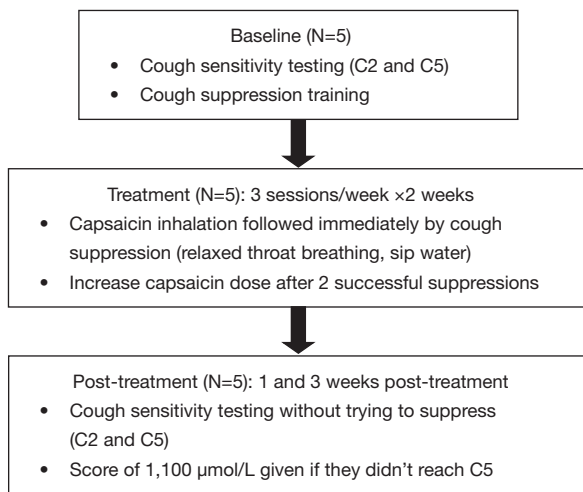 Baseline (N=5)
• Cough sensitivity testing (C2 and C5)
• Cough suppression training
Treatment (N=5): 3 sessions/week ×2 weeks
• Capsaicin inhalation followed immediately by cough
suppression (relaxed throat breathing, sip water)
• Increase capsaicin dose after 2 successful suppressions
Post-treatment (N=5): 1 and 3 weeks post-treatment
• Cough sensitivity testing without trying to suppress
(C2 and C5)
• Score of 1,100 µmol/L given if they didn’t reach C5